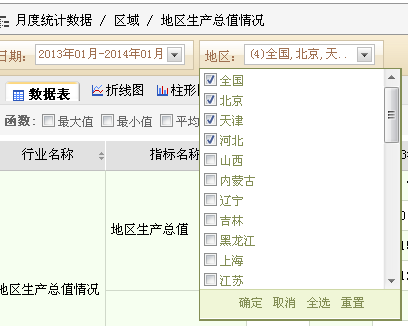 月度统计数据 / 区域 / 地区生产总值情况
日期： 2013年01月-2014年01月 地区： (4)全国, 北京, 天...
数据表 折线图 柱形
函数： 最大值 最小值 平均
行业名称 指标名称
地区生产总值
地区生产总值情况
全国
北京
天津
河北
山西
内蒙古
辽宁
吉林
黑龙江
上海
江苏
确定 取消 全选 重置